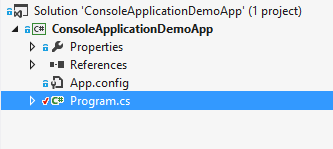 Solution 'ConsoleApplicationDemoApp' (1 project)
C# ConsoleApplicationDemoApp
Properties
References
App.config
C# Program.cs